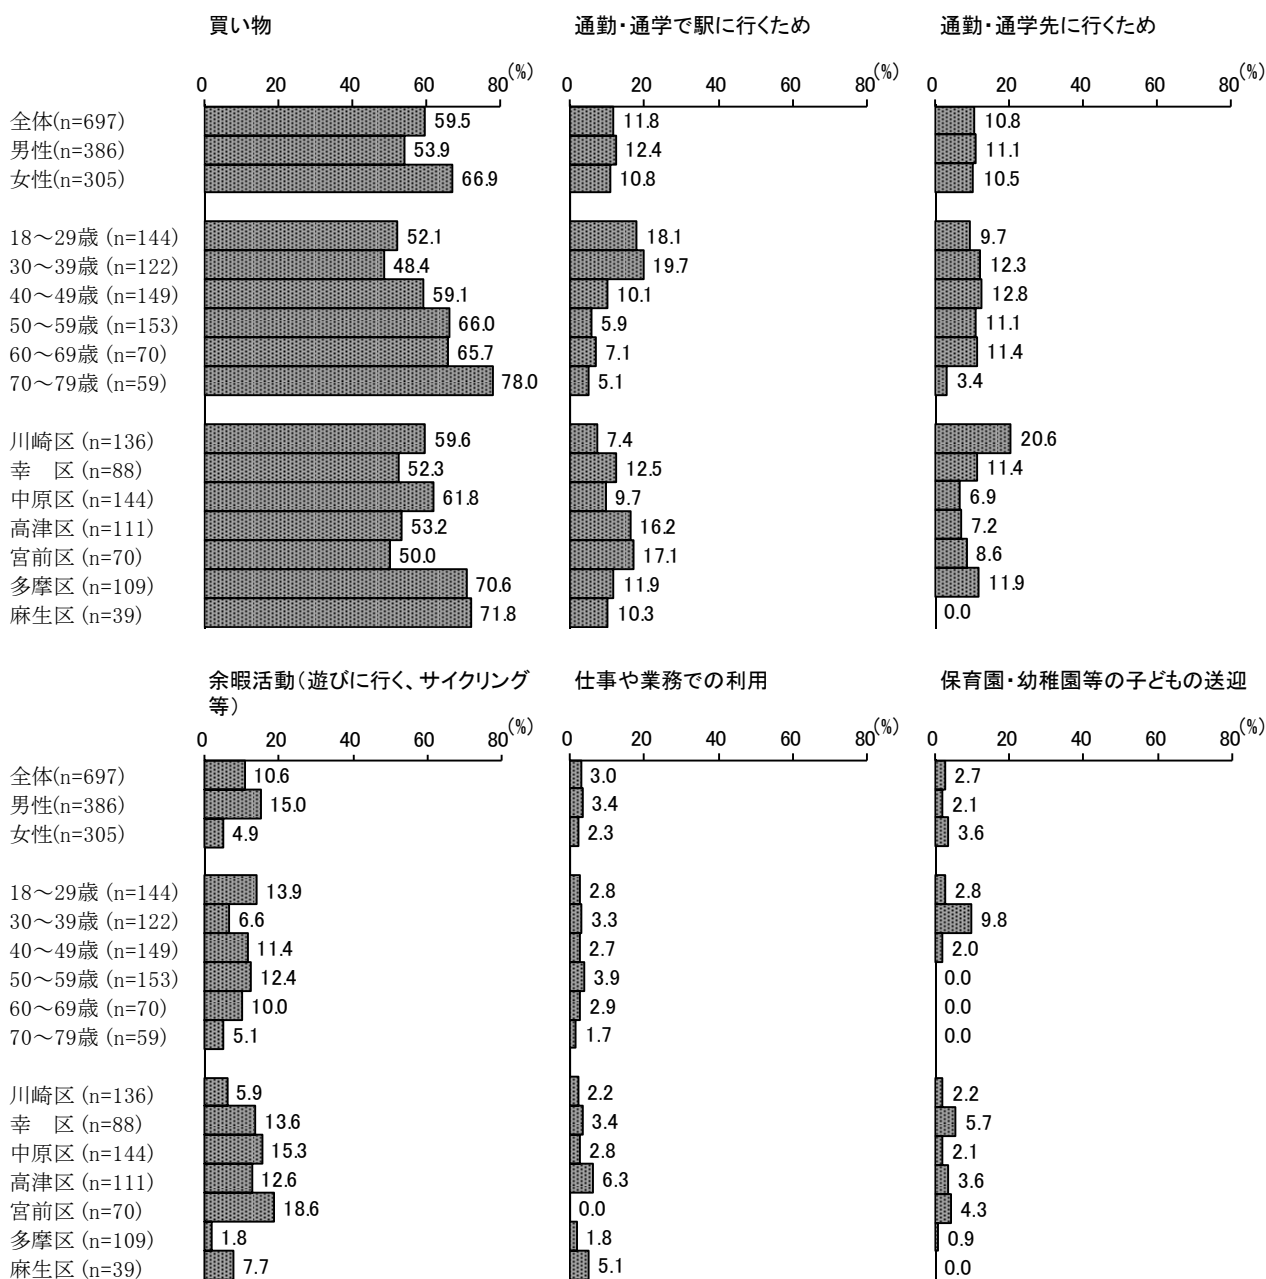 買い物 通勤・通学で駅に行くため 通勤・通学先に行くため
0 20 40 60 80 (%) 0 20 40 60 80 (%) 0 20 40 60 80 (%)
全体(n=697) 59.5 11.8 10.8
男性(n=386) 53.9 12.4 11.1
女性(n=305) 66.9 10.8 10.5
18～29歳 (n=144) 52.1 18.1 9.7
30～39歳 (n=122) 48.4 19.7 12.3
40～49歳 (n=149) 59.1 10.1 12.8
50～59歳 (n=153) 66.0 5.9 11.1
60～69歳 (n=70) 65.7 7.1 11.4
70～79歳 (n=59) 78.0 5.1 3.4
川崎区 (n=136) 59.6 7.4 20.6
幸　区 (n=88) 52.3 12.5 11.4
中原区 (n=144) 61.8 9.7 6.9
高津区 (n=111) 53.2 16.2 7.2
宮前区 (n=70) 50.0 17.1 8.6
多摩区 (n=109) 70.6 11.9 11.9
麻生区 (n=39) 71.8 10.3 0.0
余暇活動（遊びに行く、サイクリング 仕事や業務での利用 保育園・幼稚園等の子どもの送迎
等）
0 20 40 60 80 (%) 0 20 40 60 80 (%) 0 20 40 60 80 (%)
全体(n=697) 10.6 3.0 2.7
男性(n=386) 15.0 3.4 2.1
女性(n=305) 4.9 2.3 3.6
18～29歳 (n=144) 13.9 2.8 2.8
30～39歳 (n=122) 6.6 3.3 9.8
40～49歳 (n=149) 11.4 2.7 2.0
50～59歳 (n=153) 12.4 3.9 0.0
60～69歳 (n=70) 10.0 2.9 0.0
70～79歳 (n=59) 5.1 1.7 0.0
川崎区 (n=136) 5.9 2.2 2.2
幸　区 (n=88) 13.6 3.4 5.7
中原区 (n=144) 15.3 2.8 2.1
高津区 (n=111) 12.6 6.3 3.6
宮前区 (n=70) 18.6 0.0 4.3
多摩区 (n=109) 1.8 1.8 0.9
麻生区 (n=39) 7.7 5.1 0.0